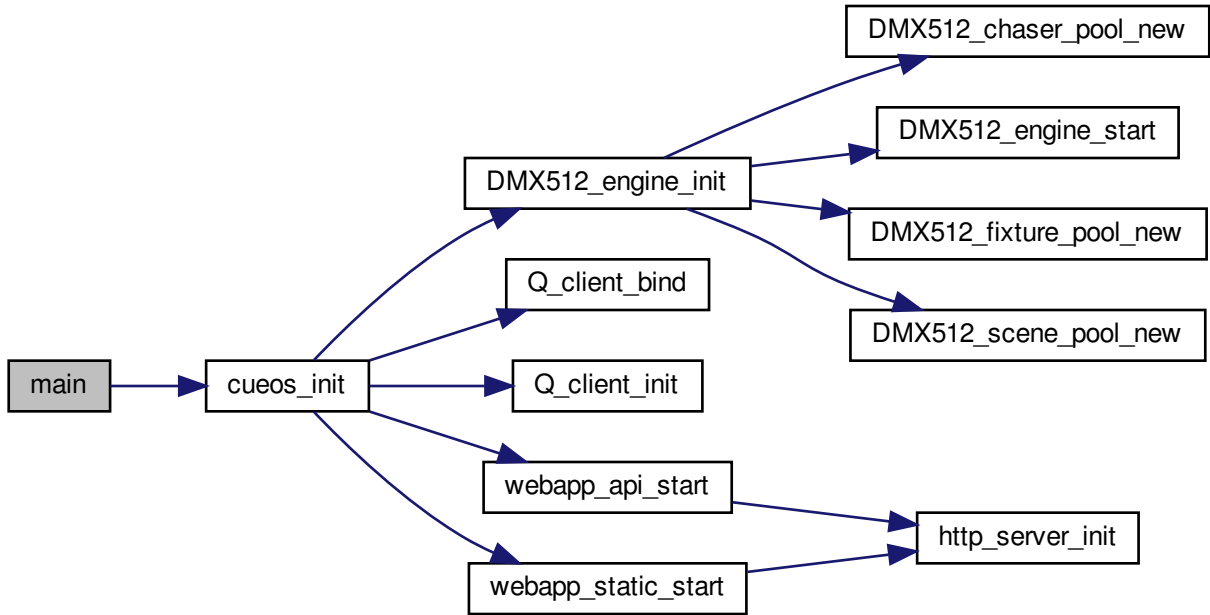 DMX512_chaser_pool_new
DMX512_engine_start
DMX512_engine_init
DMX512_fixture_pool_new
Q_client_bind
DMX512_scene_pool_new
main
cueos_init
Q_client_init
webapp_api_start
http_server_init
webapp_static_start